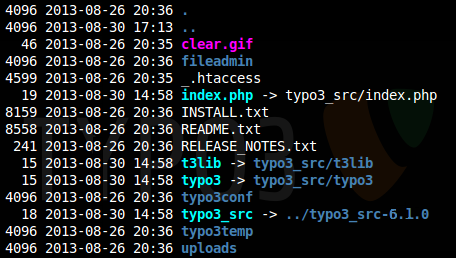 4096 2013-08-26 20:36 .
4096 2013-08-30 17:13 ..
46 2013-08-26 20:35 clear.gif
4096 2013-08-26 20:36 fileadmin
4599 2013-08-26 20:35 _.htaccess
19 2013-08-30 14:58 index.php -> typo3_src/index.php
8159 2013-08-26 20:36 INSTALL.txt
8558 2013-08-26 20:36 README.txt
241 2013-08-26 20:36 RELEASE_NOTES.txt
15 2013-08-30 14:58 t3lib -> typo3_src/t3lib
15 2013-08-30 14:58 typo3 -> typo3_src/typo3
4096 2013-08-26 20:36 typo3conf
18 2013-08-30 14:58 typo3_src -> ../typo3_src-6.1.0
4096 2013-08-26 20:36 typo3temp
4096 2013-08-26 20:36 uploads